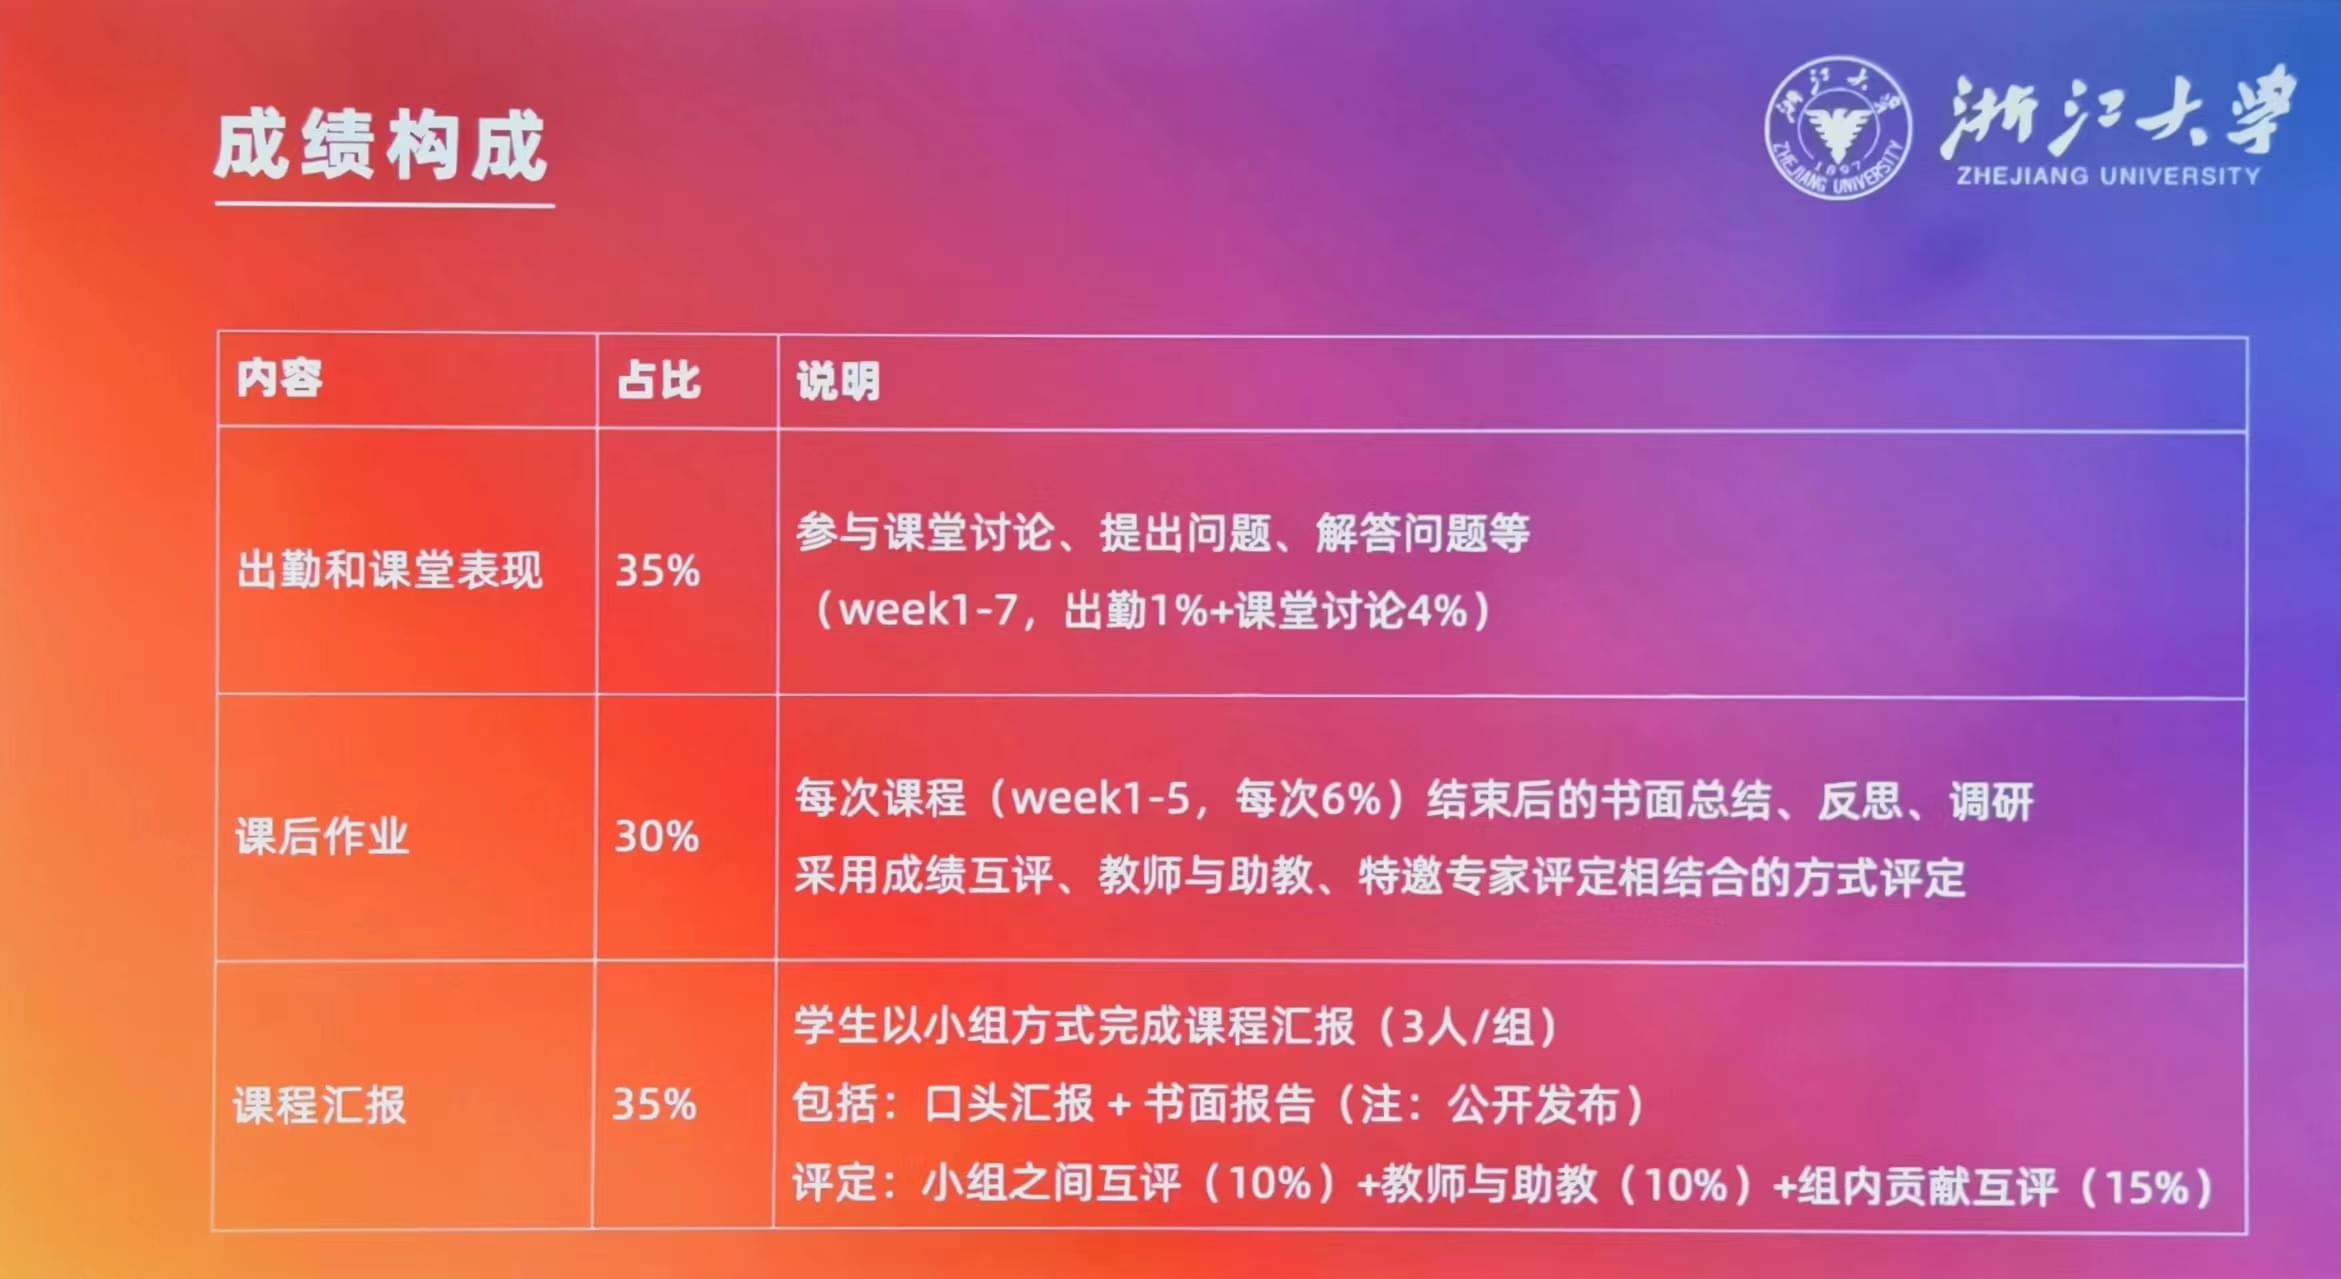 成绩构成
浙江大学
ZHEJIANG UNIVERSITY
浙江大学
1897
ZHEJIANG UNIVERSITY
内容 占比 说明
出勤和课堂表现 35% 参与课堂讨论、提出问题、解答问题等
（week1-7，出勤1%+课堂讨论4%）
课后作业 30% 每次课程（week1-5，每次6%）结束后的书面总结、反思、调研
采用成绩互评、教师与助教、特邀专家评定相结合的方式评定
课程汇报 35% 学生以小组方式完成课程汇报（3人/组）
包括：口头汇报 + 书面报告（注：公开发布）
评定：小组之间互评（10%）+教师与助教（10%）+组内贡献互评（15%）